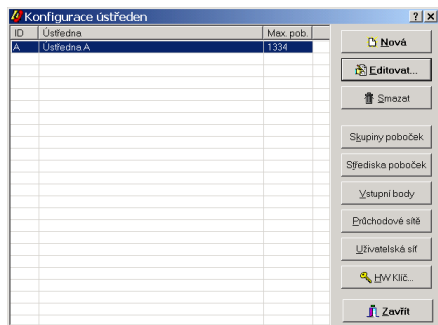 Konfigurace ústředen
ID Ústředna Max. pob.
A Ústředna A 1334
Nová
Editovat...
Smazat
Skupiny poboček
Střediska poboček
Vstupní body
Průchodové sítě
Uživatelská síť
HW Klíč...
Zavřít